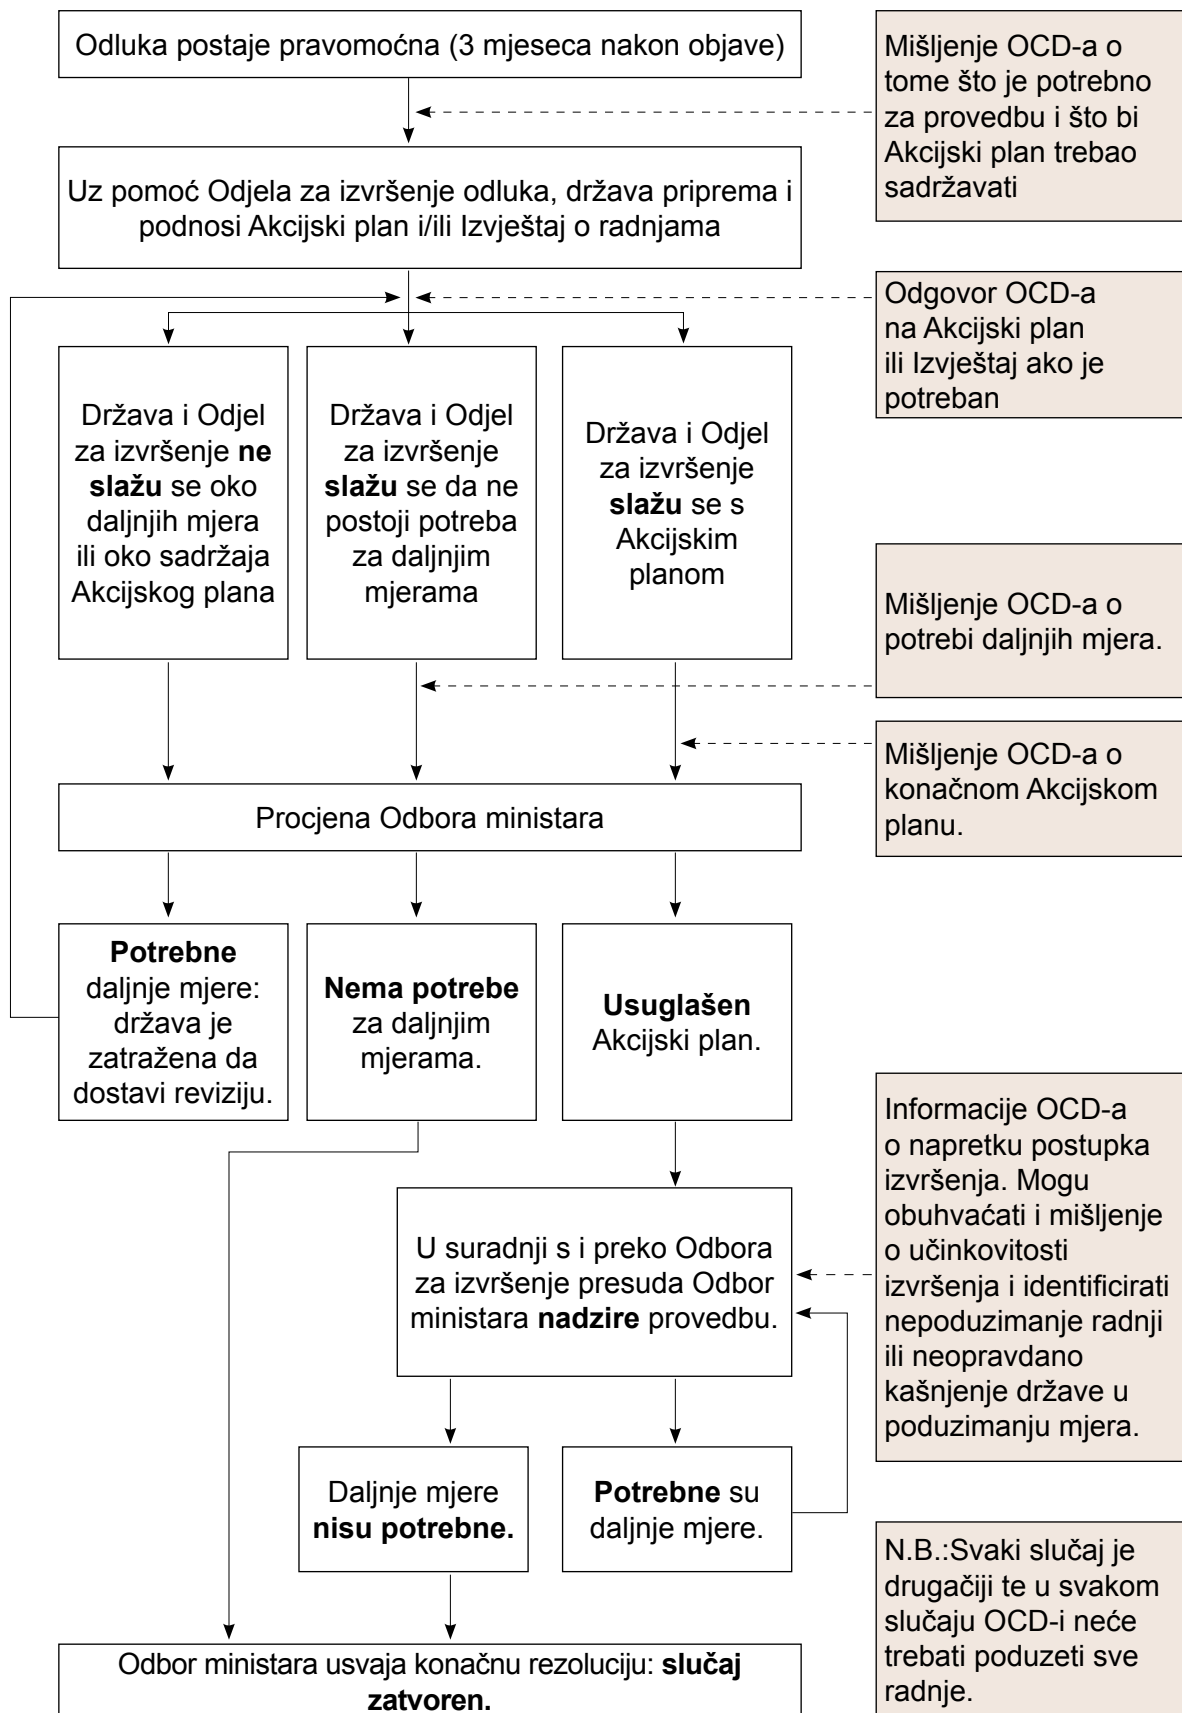 Odluka postaje pravomoćna (3 mjeseca nakon objave)
Mišljenje OCD-a o
tome što je potrebno
za provedbu i što bi
Akcijski plan trebao
sadržavati
Uz pomoć Odjela za izvršenje odluka, država priprema i
podnosi Akcijski plan i/ili Izvještaj o radnjama
Odgovor OCD-a
na Akcijski plan
ili Izvještaj ako je
potreban
Država i Odjel
za izvršenje ne
slažu se oko
daljnjih mjera
ili oko sadržaja
Akcijskog plana
Država i Odjel
za izvršenje
slažu se da ne
postoji potreba
za daljnjim
mjerama
Država i Odjel
za izvršenje
slažu se s
Akcijskim
planom
Mišljenje OCD-a o
potrebi daljnjih mjera.
Mišljenje OCD-a o
konačnom Akcijskom
planu.
Procjena Odbora ministara
Potrebne
daljnje mjere:
država je
zatražena da
dostavi reviziju.
Nema potrebe
za daljnjim
mjerama.
Usuglašen
Akcijski plan.
Informacije OCD-a
o napretku postupka
izvršenja. Mogu
obuhvaćati i mišljenje
o učinkovitosti
izvršenja i identificirati
nepoduzimanje radnji
ili neopravdano
kašnjenje države u
poduzimanju mjera.
U suradnji s i preko Odbora
za izvršenje presuda Odbor
ministara nadzire provedbu.
Daljnje mjere
nisu potrebne.
Potrebne su
daljnje mjere.
N.B.:Svaki slučaj je
drugačiji te u svakom
slučaju OCD-i neće
trebati poduzeti sve
radnje.
Odbor ministara usvaja konačnu rezoluciju: slučaj
zatvoren.